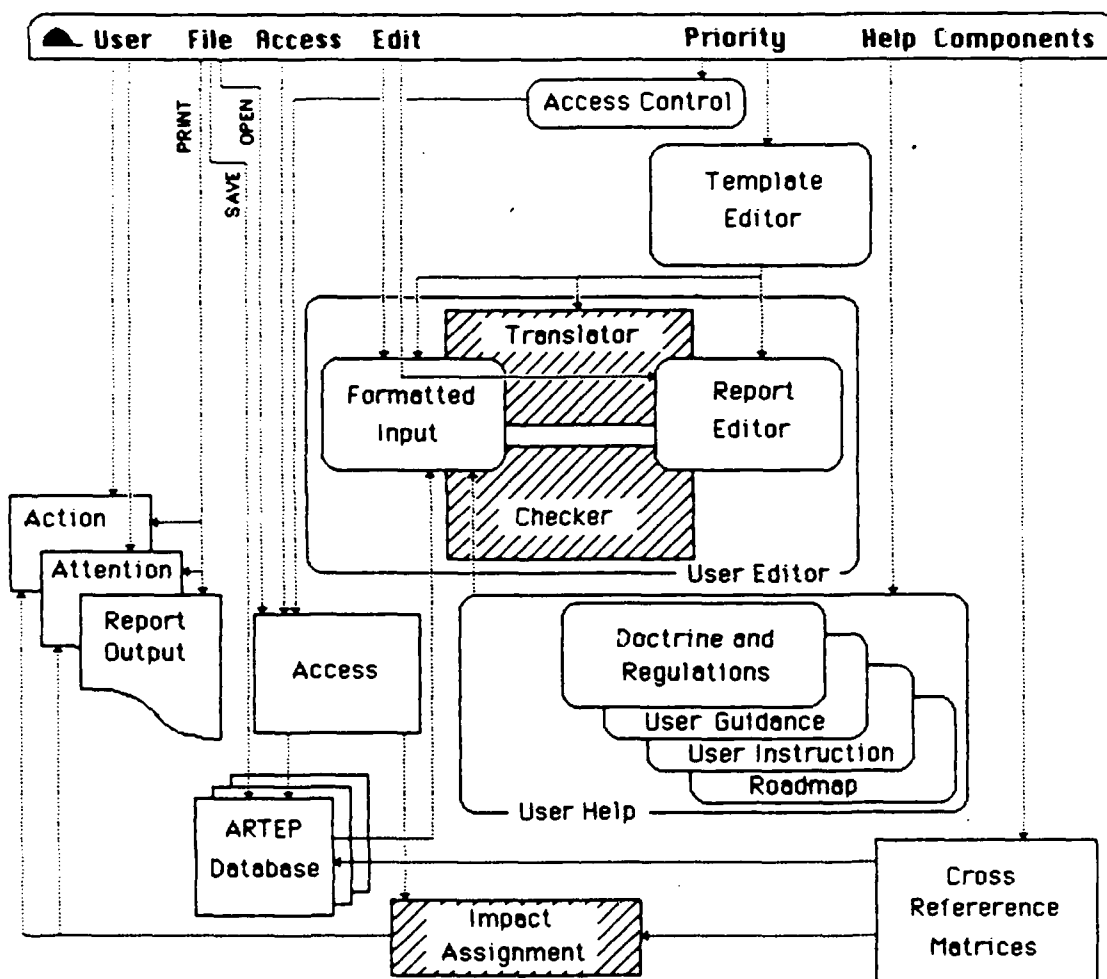 User File Access Edit Priority Help Components
PRINT
OPEN
SAVE
Access Control
Template
Editor
Translator
Formatted
Input
Report
Editor
Checker
User Editor
Action
Attention
Report
Output
Access
Doctrine and
Regulations
User Guidance
User Instruction
Roadmap
User Help
ARTEP
Database
Impact
Assignment
Cross
Refererence
Matrices